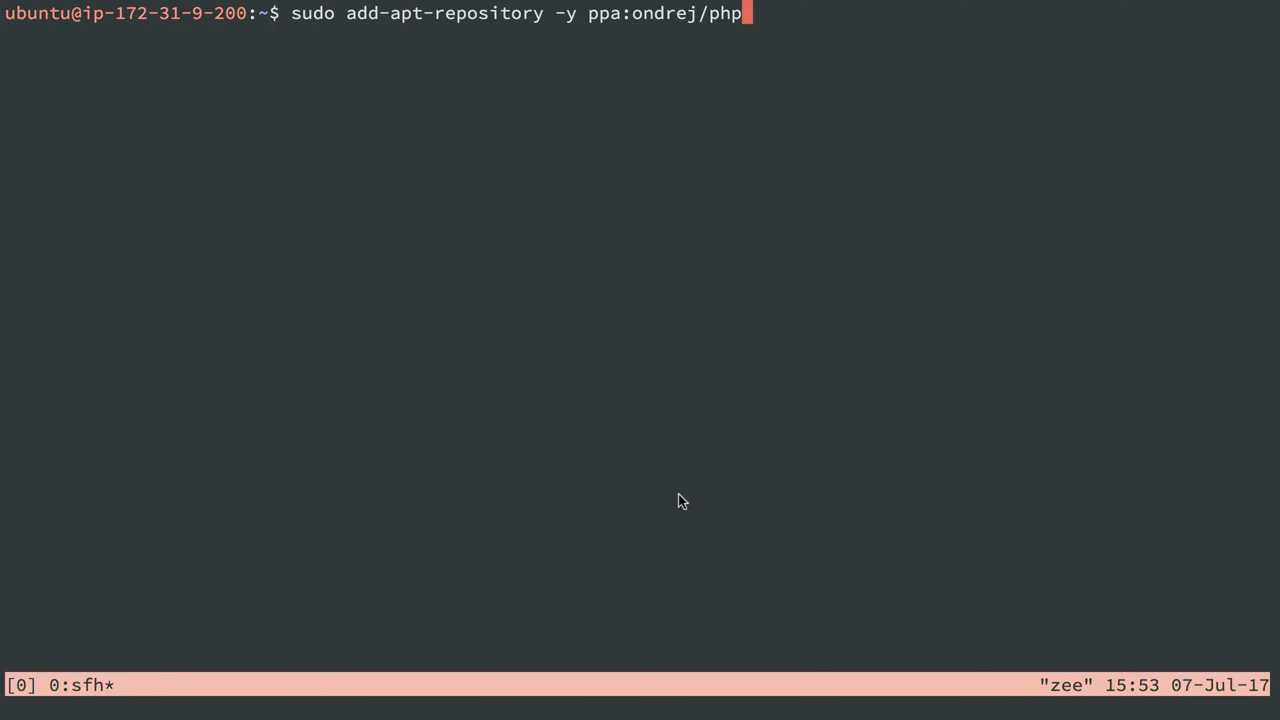 ubuntu@ip-172-31-9-200:~$ sudo add-apt-repository -y ppa:ondrej/php
[0] 0:sfh* "zee" 15:53 07-Jul-17